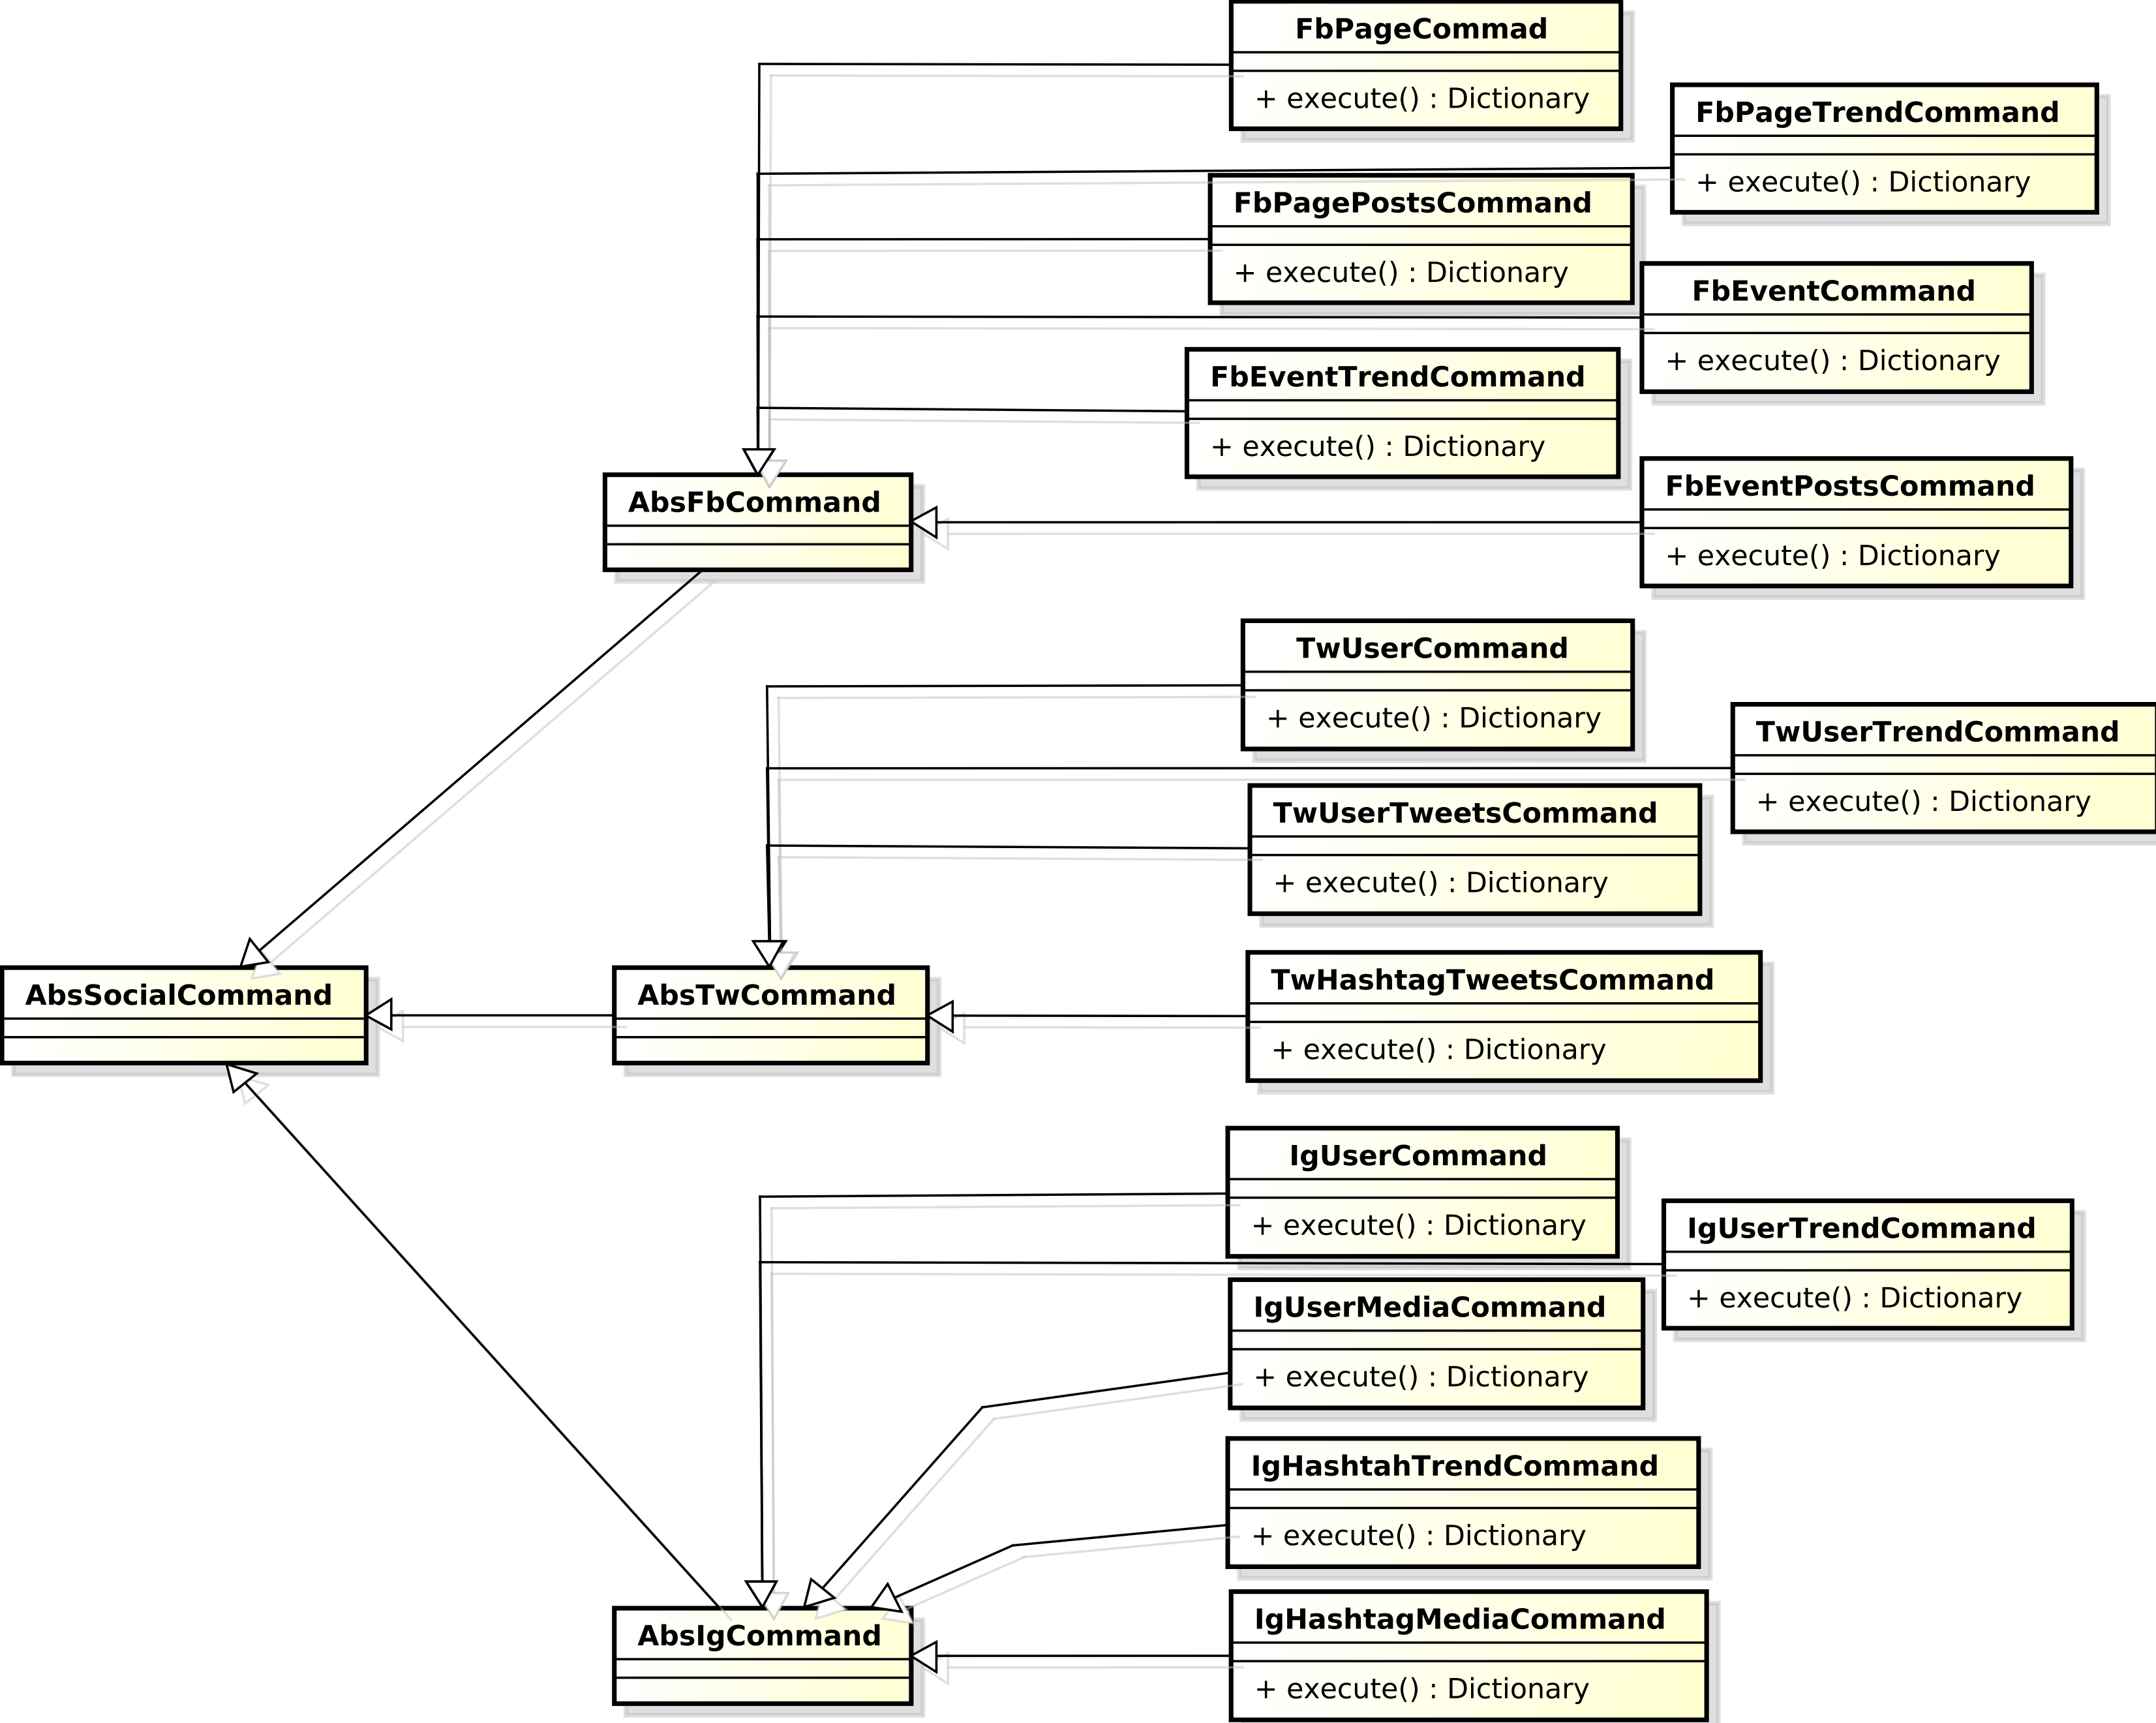 FbPageCommad
+ execute() : Dictionary
FbPageTrendCommand
+ execute() : Dictionary
FbPagePostsCommand
+ execute() : Dictionary
FbEventCommand
+ execute() : Dictionary
FbEventTrendCommand
+ execute() : Dictionary
AbsFbCommand
FbEventPostsCommand
+ execute() : Dictionary
TwUserCommand
+ execute() : Dictionary
TwUserTrendCommand
+ execute() : Dictionary
TwUserTweetsCommand
+ execute() : Dictionary
AbsSocialCommand
AbsTwCommand
TwHashtagTweetsCommand
+ execute() : Dictionary
IgUserCommand
+ execute() : Dictionary
IgUserTrendCommand
+ execute() : Dictionary
IgUserMediaCommand
+ execute() : Dictionary
IgHashtahTrendCommand
+ execute() : Dictionary
AbsIgCommand
IgHashtagMediaCommand
+ execute() : Dictionary